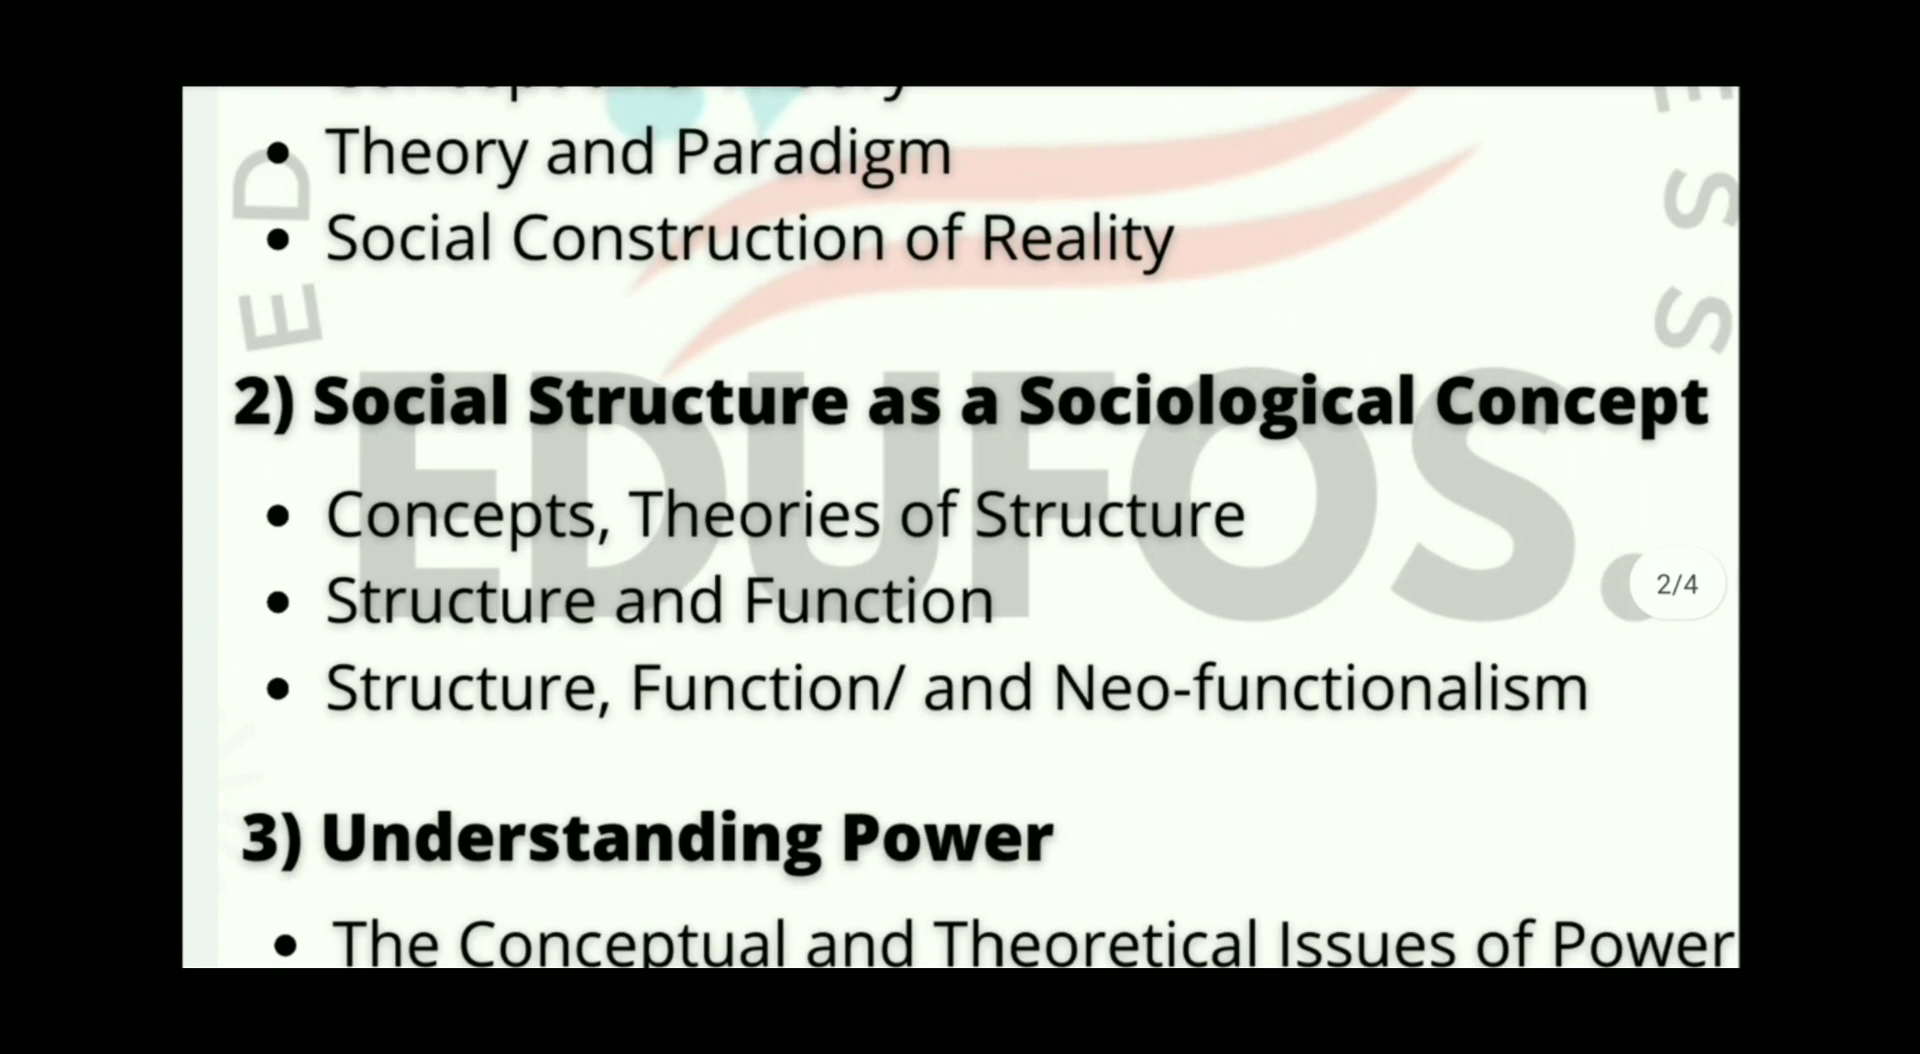 • Theory and Paradigm
• Social Construction of Reality
2) Social Structure as a Sociological Concept
• Concepts, Theories of Structure
• Structure and Function
• Structure, Function/ and Neo-functionalism
3) Understanding Power
• The Conceptual and Theoretical Issues of Power
EDUFOS.
2/4